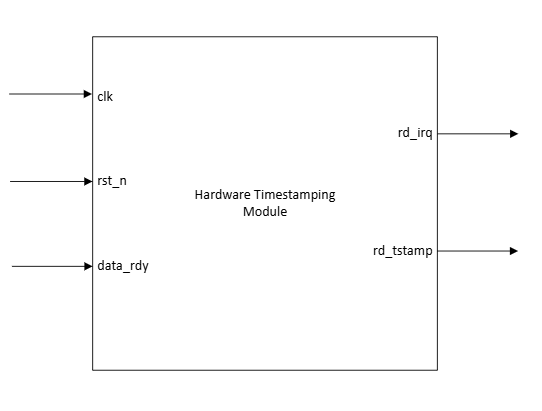 clk
rd_irq
rst_n
Hardware Timestamping
Module
rd_tstamp
data_rdy